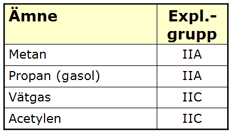 Ämne Expl.-
grupp
Metan IIA
Propan (gasol) IIA
Vätgas IIC
Acetylen IIC